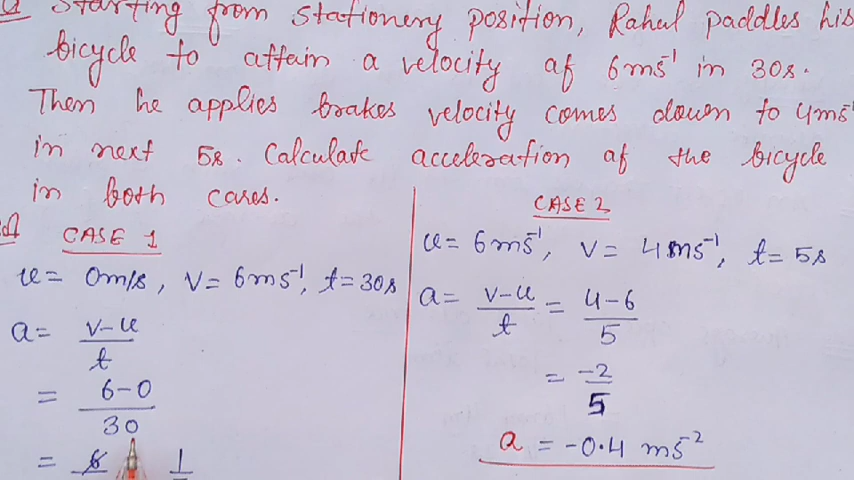 Q Starting from stationery position, Rahul paddles his
bicycle to attain a velocity of 6ms⁻¹ in 30s.
Then he applies brakes velocity comes down to 4ms⁻¹
in next 5s. Calculate acceleration of the bicycle
in both cases.
CASE 1
u= 0m/s, v= 6ms⁻¹, t=30s
a= v-u/t
= 6-0/30
= 6 1
CASE 2
u= 6ms⁻¹, v= 4ms⁻¹, t= 5s
a= v-u/t = 4-6/5
= -2/5
a = -0.4 ms⁻²